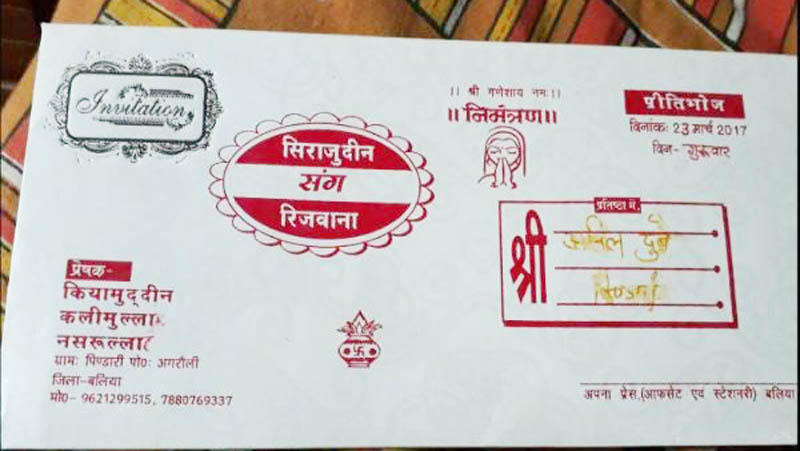 Invitation
सिराजुदीन
संग
रिजवाना
।। श्री गणेशाय नमः।।
।।निमंत्रण।।
प्रीतिभोज
दिनांकः 23 मार्च 2017
दिन- गुरूवार
प्रतिष्ठा में,
श्री
अनिल दुबे
प्रेषक-
कियामुद्दीन
कलीमुल्लाह
नसरूल्लाह
ग्रामः पिण्डारी पो०ः अगरौली
जिला-बलिया
मो०- 9621299515, 7880769337
अपना प्रेस,(आफसेट एवं स्टेशनरी) बलिया